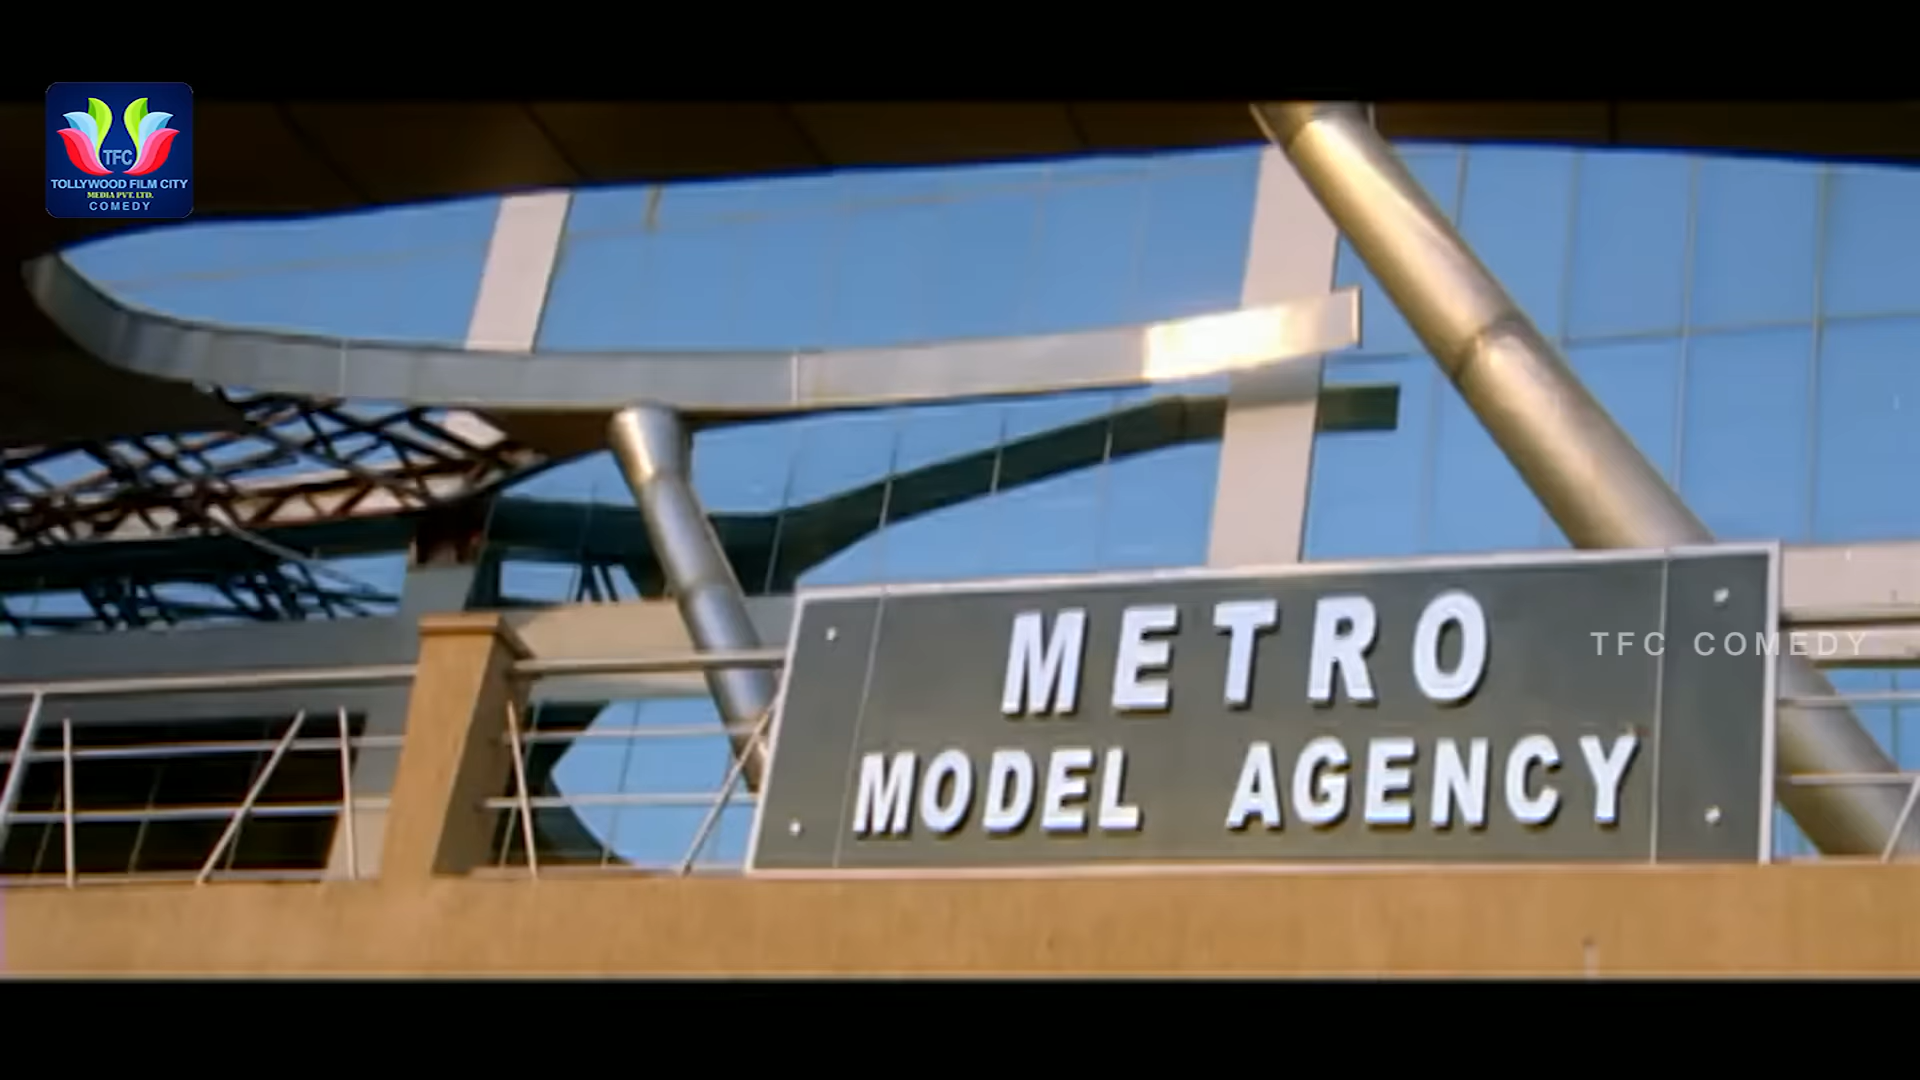 TFC
TOLLYWOOD FILM CITY
MEDIA PVT. LTD.
COMEDY
METRO
TFC COMEDY
MODEL AGENCY